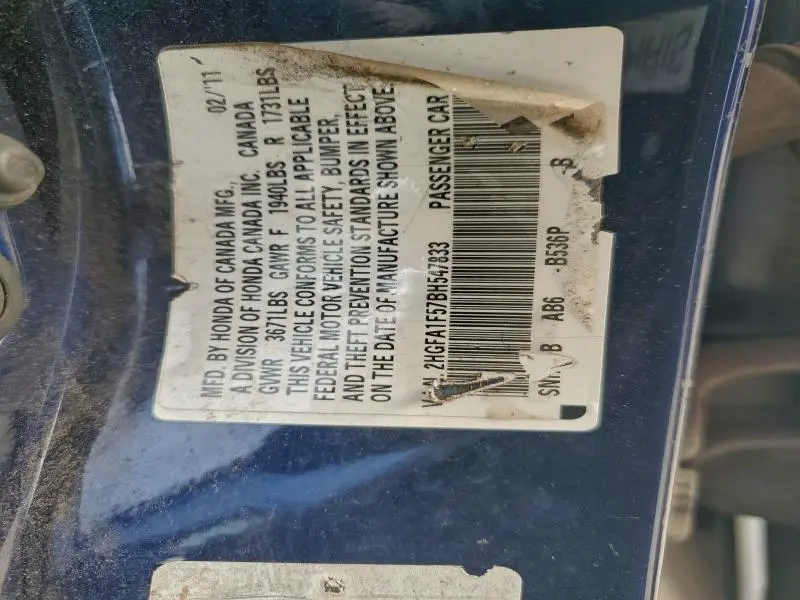 MFD. BY HONDA OF CANADA MFG., 02/'11
A DIVISION OF HONDA CANADA INC. CANADA
GVWR 3671LBS GAWR F 1940LBS R 1731LBS
THIS VEHICLE CONFORMS TO ALL APPLICABLE
FEDERAL MOTOR VEHICLE SAFETY, BUMPER,
AND THEFT PREVENTION STANDARDS IN EFFECT
ON THE DATE OF MANUFACTURE SHOWN ABOVE.
2HGFA1F57BH547833 PASSENGER CAR
B AB6 -B536P -B